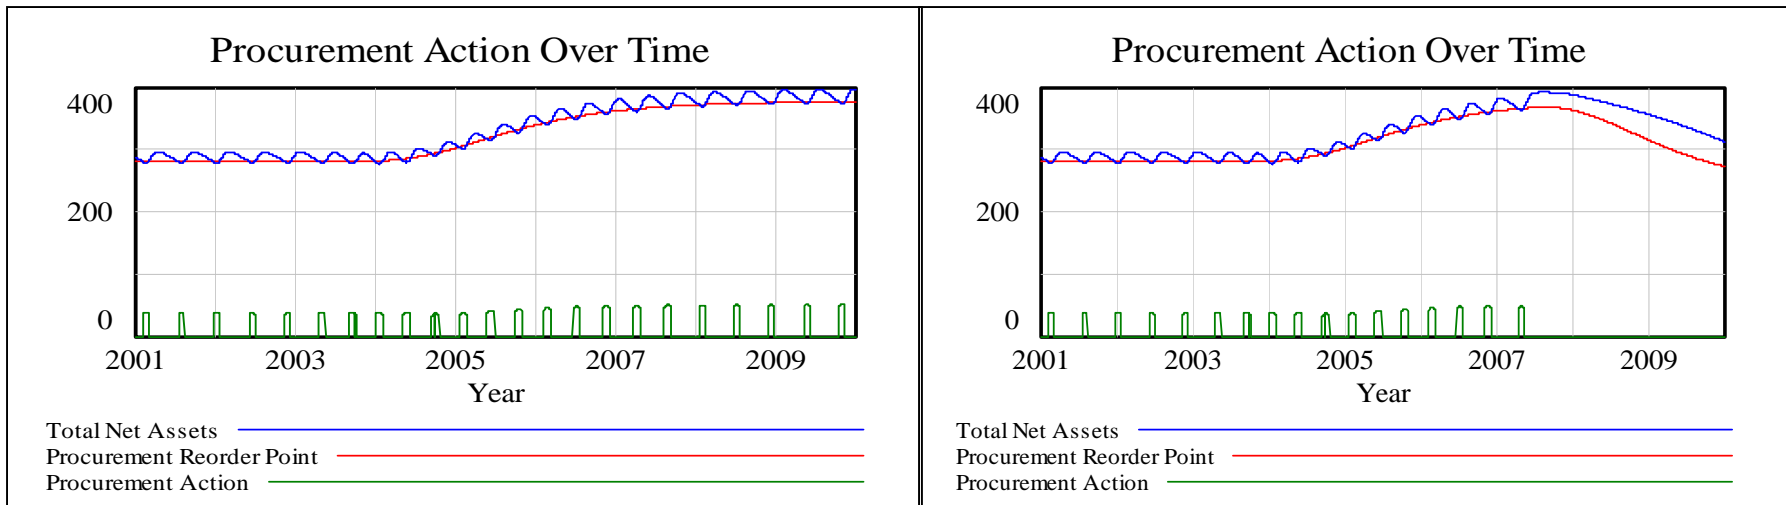 Procurement Action Over Time
400
200
0
2001 2003 2005 2007 2009
Year
Total Net Assets
Procurement Reorder Point
Procurement Action
Procurement Action Over Time
400
200
0
2001 2003 2005 2007 2009
Year
Total Net Assets
Procurement Reorder Point
Procurement Action